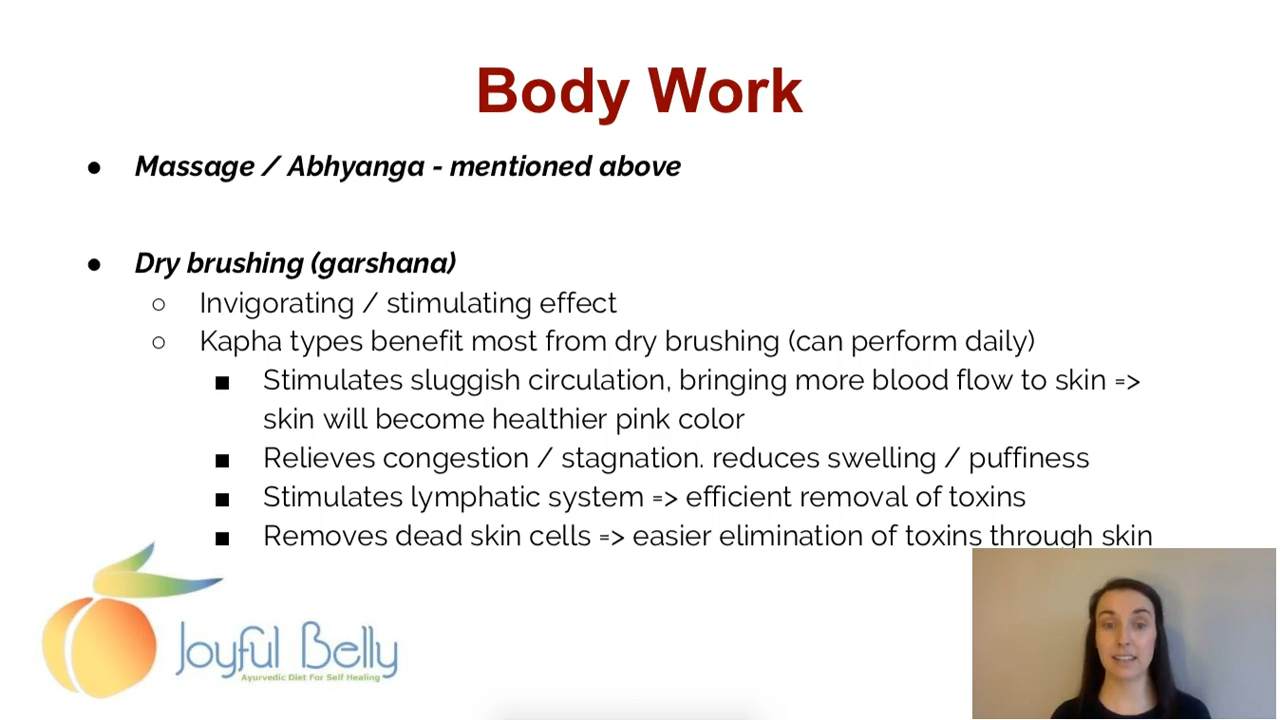 Body Work
● Massage / Abhyanga - mentioned above
● Dry brushing (garshana)
○ Invigorating / stimulating effect
○ Kapha types benefit most from dry brushing (can perform daily)
■ Stimulates sluggish circulation, bringing more blood flow to skin =>
skin will become healthier pink color
■ Relieves congestion / stagnation. reduces swelling / puffiness
■ Stimulates lymphatic system => efficient removal of toxins
■ Removes dead skin cells => easier elimination of toxins through skin
Joyful Belly
Ayurvedic Diet For Self Healing